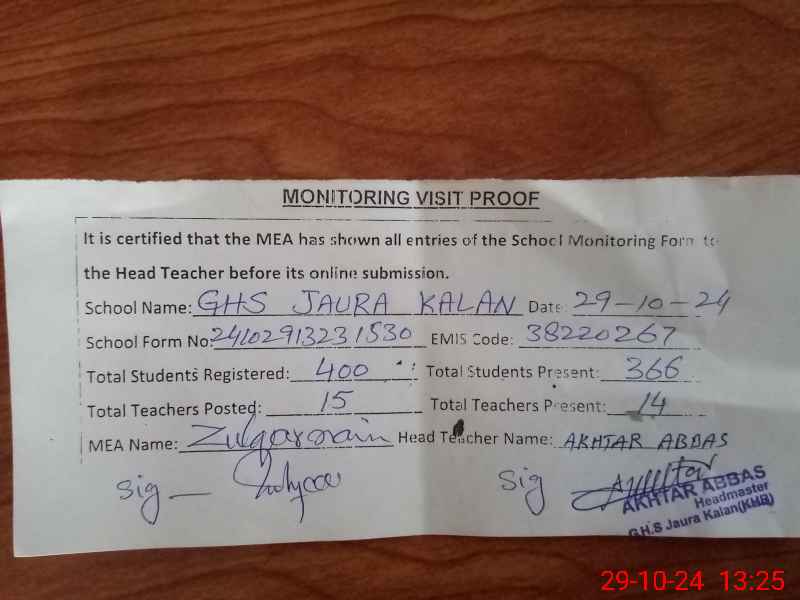 MONITORING VISIT PROOF
It is certified that the MEA has shown all entries of the School Monitoring Form to
the Head Teacher before its online submission.
School Name: GHS JAURA KALAN Date: 29-10-24
School Form No: 24102913231530 EMIS Code: 38220267
Total Students Registered: 400 Total Students Present: 366
Total Teachers Posted: 15 Total Teachers Present: 14
MEA Name: Zulqarnain Head Teacher Name: AKHTAR ABBAS
Sig — Sig
AKHTAR ABBAS
Headmaster
G.H.S Jaura Kalan(KHB)
29-10-24 13:25